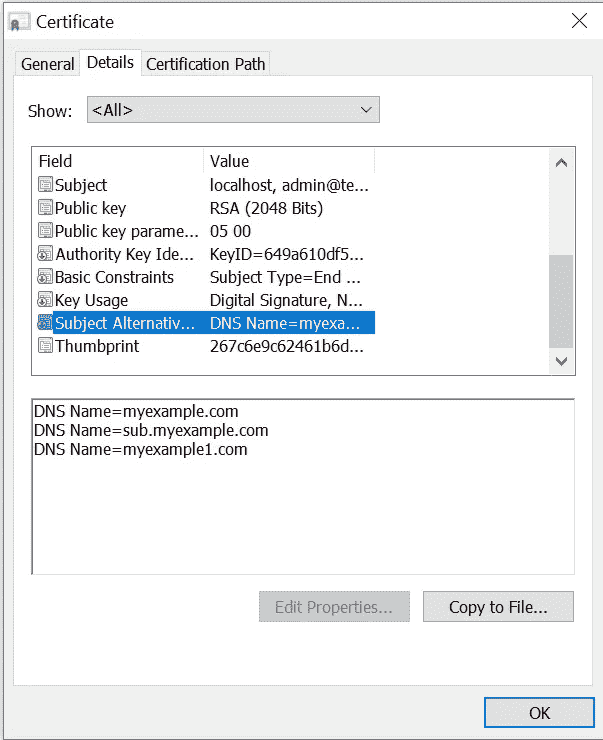 Certificate
General Details Certification Path
Show: <All>
Field Value
Subject localhost, admin@te...
Public key RSA (2048 Bits)
Public key parame... 05 00
Authority Key Ide... KeyID=649a610df5...
Basic Constraints Subject Type=End ...
Key Usage Digital Signature, N...
Subject Alternativ... DNS Name=myexa...
Thumbprint 267c6e9c62461b6d...
DNS Name=myexample.com
DNS Name=sub.myexample.com
DNS Name=myexample1.com
Edit Properties... Copy to File...
OK